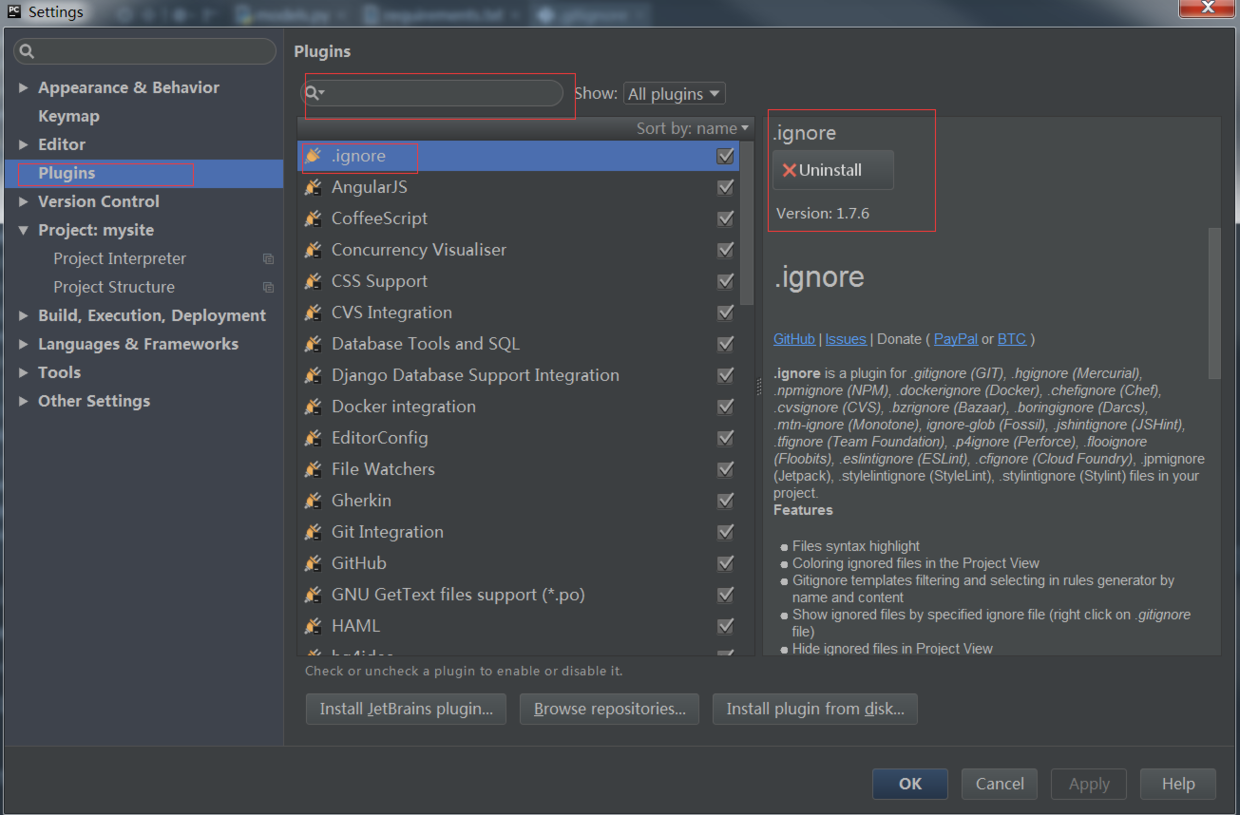 PC Settings
models.py requirements.txt .gitignore
Plugins
Appearance & Behavior
Keymap
Editor
Plugins
Version Control
Project: mysite
Project Interpreter
Project Structure
Build, Execution, Deployment
Languages & Frameworks
Tools
Other Settings
Show: All plugins
Sort by: name
.ignore
AngularJS
CoffeeScript
Concurrency Visualiser
CSS Support
CVS Integration
Database Tools and SQL
Django Database Support Integration
Docker integration
EditorConfig
File Watchers
Gherkin
Git Integration
GitHub
GNU GetText files support (*.po)
HAML
hg4idea
Check or uncheck a plugin to enable or disable it.
Install JetBrains plugin...
Browse repositories...
Install plugin from disk...
.ignore
Uninstall
Version: 1.7.6
.ignore
GitHub | Issues | Donate ( PayPal or BTC )
.ignore is a plugin for .gitignore (GIT), .hgignore (Mercurial),
.npmignore (NPM), .dockerignore (Docker), .chefignore (Chef),
.cvsignore (CVS), .bzrignore (Bazaar), .boringignore (Darcs),
.mtn-ignore (Monotone), ignore-glob (Fossil), .jshintignore (JSHint),
.tfignore (Team Foundation), .p4ignore (Perforce), .flooignore
(Floobits), .eslintignore (ESLint), .cfignore (Cloud Foundry), .jpmignore
(Jetpack), .stylelintignore (StyleLint), .stylintignore (Stylint) files in your
project.
Features
Files syntax highlight
Coloring ignored files in the Project View
Gitignore templates filtering and selecting in rules generator by
name and content
Show ignored files by specified ignore file (right click on .gitignore
file)
Hide ignored files in Project View
OK
Cancel
Apply
Help